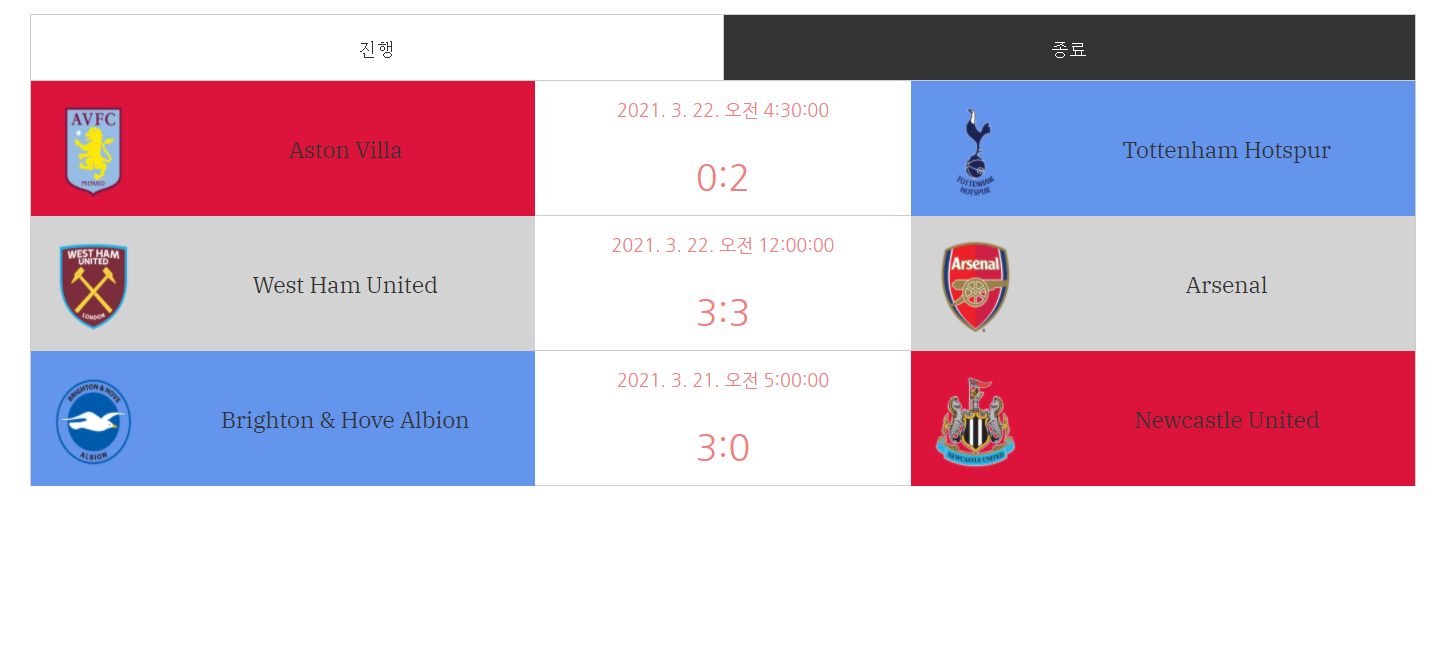 진행
종료
AVFC
PREPARED
Aston Villa
2021. 3. 22. 오전 4:30:00
0:2
TOTTENHAM
HOTSPUR
Tottenham Hotspur
WEST HAM
UNITED
LONDON
West Ham United
2021. 3. 22. 오전 12:00:00
3:3
Arsenal
Arsenal
BRIGHTON & HOVE
ALBION
Brighton & Hove Albion
2021. 3. 21. 오전 5:00:00
3:0
NEWCASTLE UNITED
Newcastle United